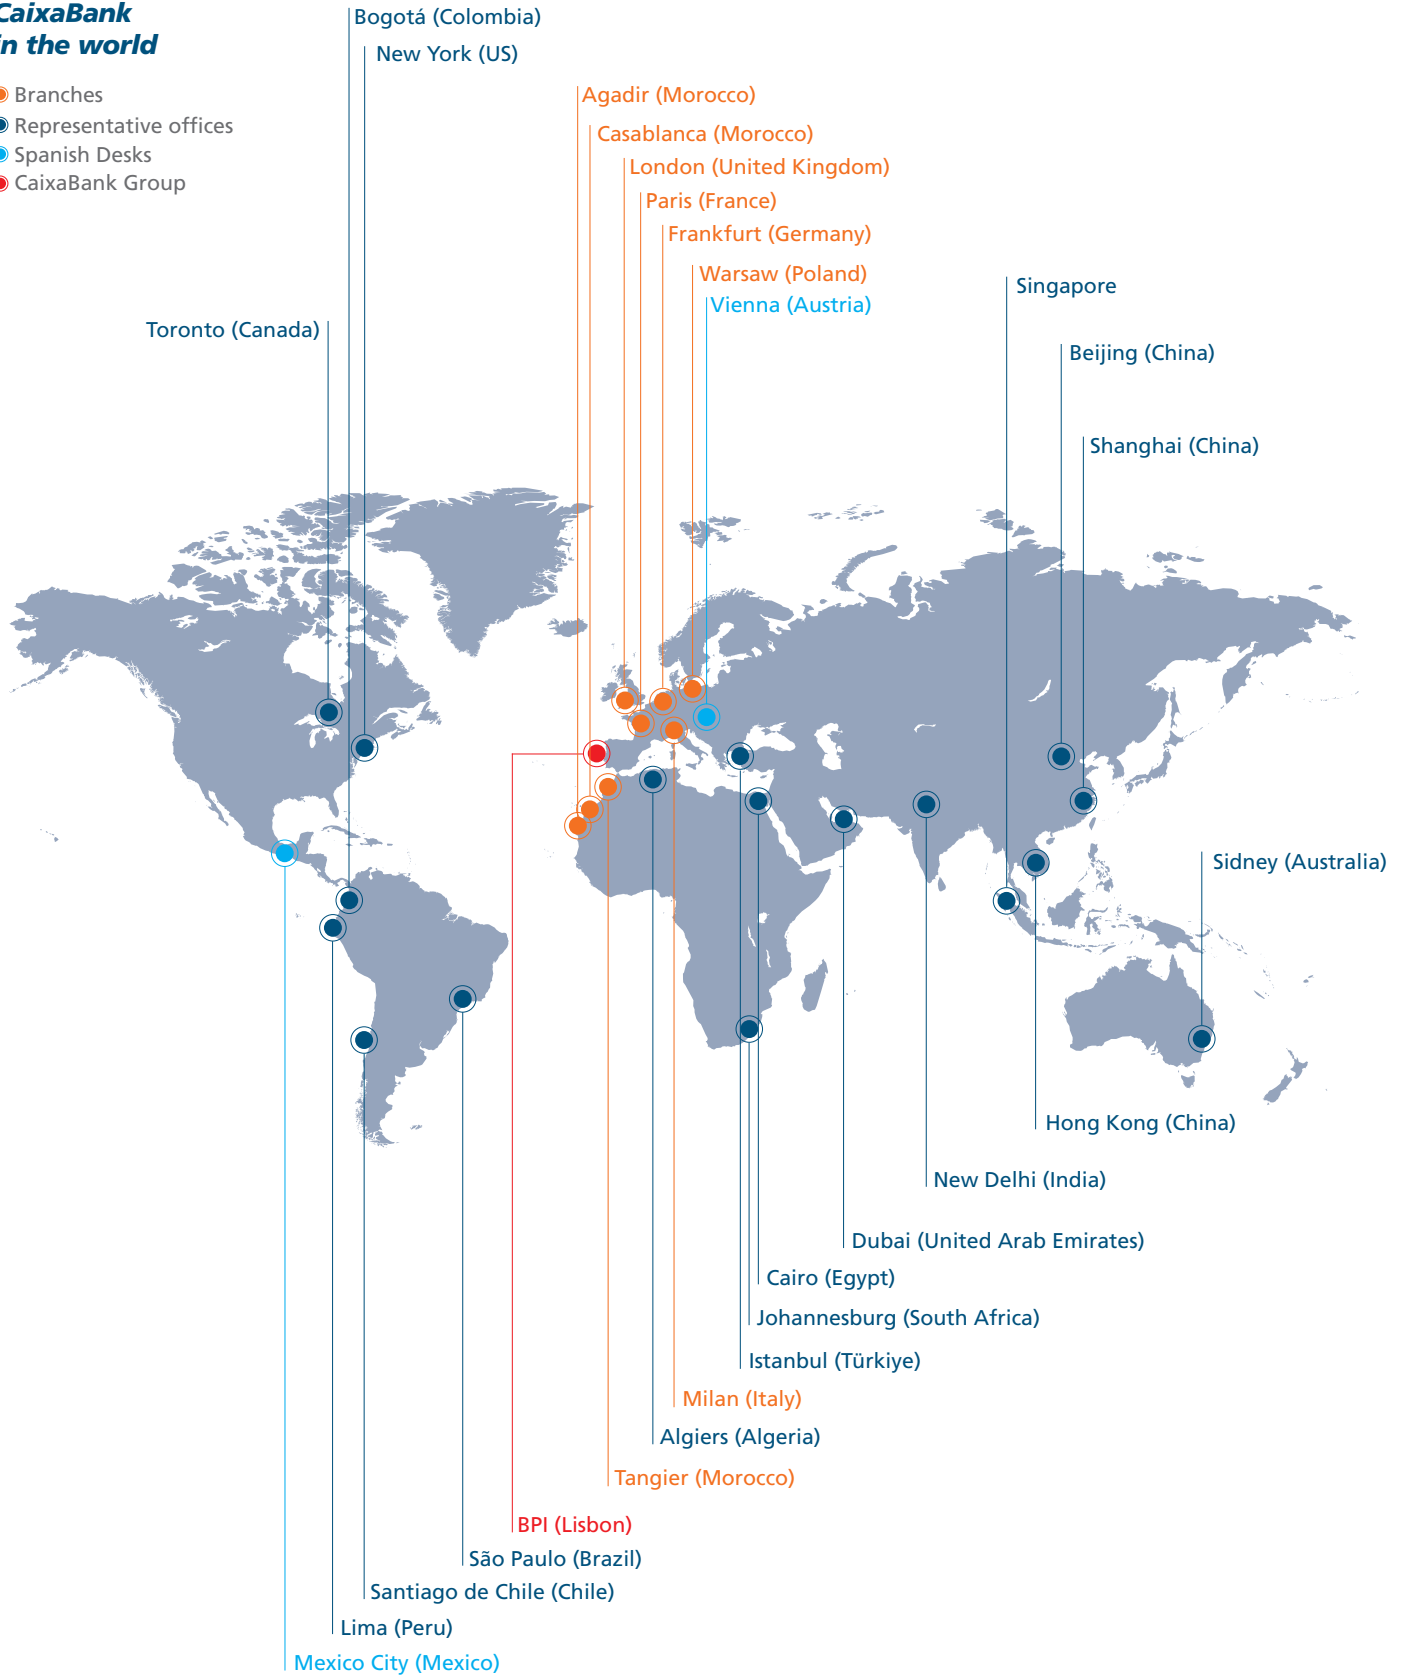 CaixaBank
in the world
Branches
Representative offices
Spanish Desks
CaixaBank Group
Bogotá (Colombia)
New York (US)
Agadir (Morocco)
Casablanca (Morocco)
London (United Kingdom)
Paris (France)
Frankfurt (Germany)
Warsaw (Poland)
Vienna (Austria)
Singapore
Toronto (Canada)
Beijing (China)
Shanghai (China)
Sidney (Australia)
Hong Kong (China)
New Delhi (India)
Dubai (United Arab Emirates)
Cairo (Egypt)
Johannesburg (South Africa)
Istanbul (Türkiye)
Milan (Italy)
Algiers (Algeria)
Tangier (Morocco)
BPI (Lisbon)
São Paulo (Brazil)
Santiago de Chile (Chile)
Lima (Peru)
Mexico City (Mexico)